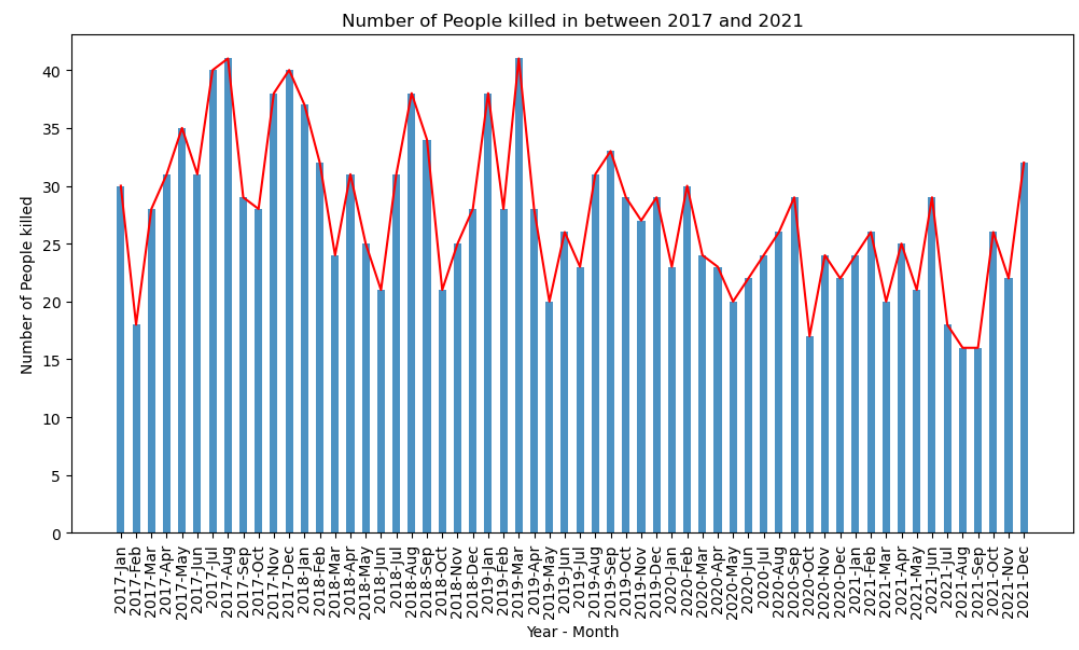 Number of People killed in between 2017 and 2021
Number of People killed
40
35
30
25
20
15
10
5
0
2017-Jan
2017-Feb
2017-Mar
2017-Apr
2017-May
2017-Jun
2017-Jul
2017-Aug
2017-Sep
2017-Oct
2017-Nov
2017-Dec
2018-Jan
2018-Feb
2018-Mar
2018-Apr
2018-May
2018-Jun
2018-Jul
2018-Aug
2018-Sep
2018-Oct
2018-Nov
2018-Dec
2019-Jan
2019-Feb
2019-Mar
2019-Apr
2019-May
2019-Jun
2019-Jul
2019-Aug
2019-Sep
2019-Oct
2019-Nov
2019-Dec
2020-Jan
2020-Feb
2020-Mar
2020-Apr
2020-May
2020-Jun
2020-Jul
2020-Aug
2020-Sep
2020-Oct
2020-Nov
2020-Dec
2021-Jan
2021-Feb
2021-Mar
2021-Apr
2021-May
2021-Jun
2021-Jul
2021-Aug
2021-Sep
2021-Oct
2021-Nov
2021-Dec
Year - Month